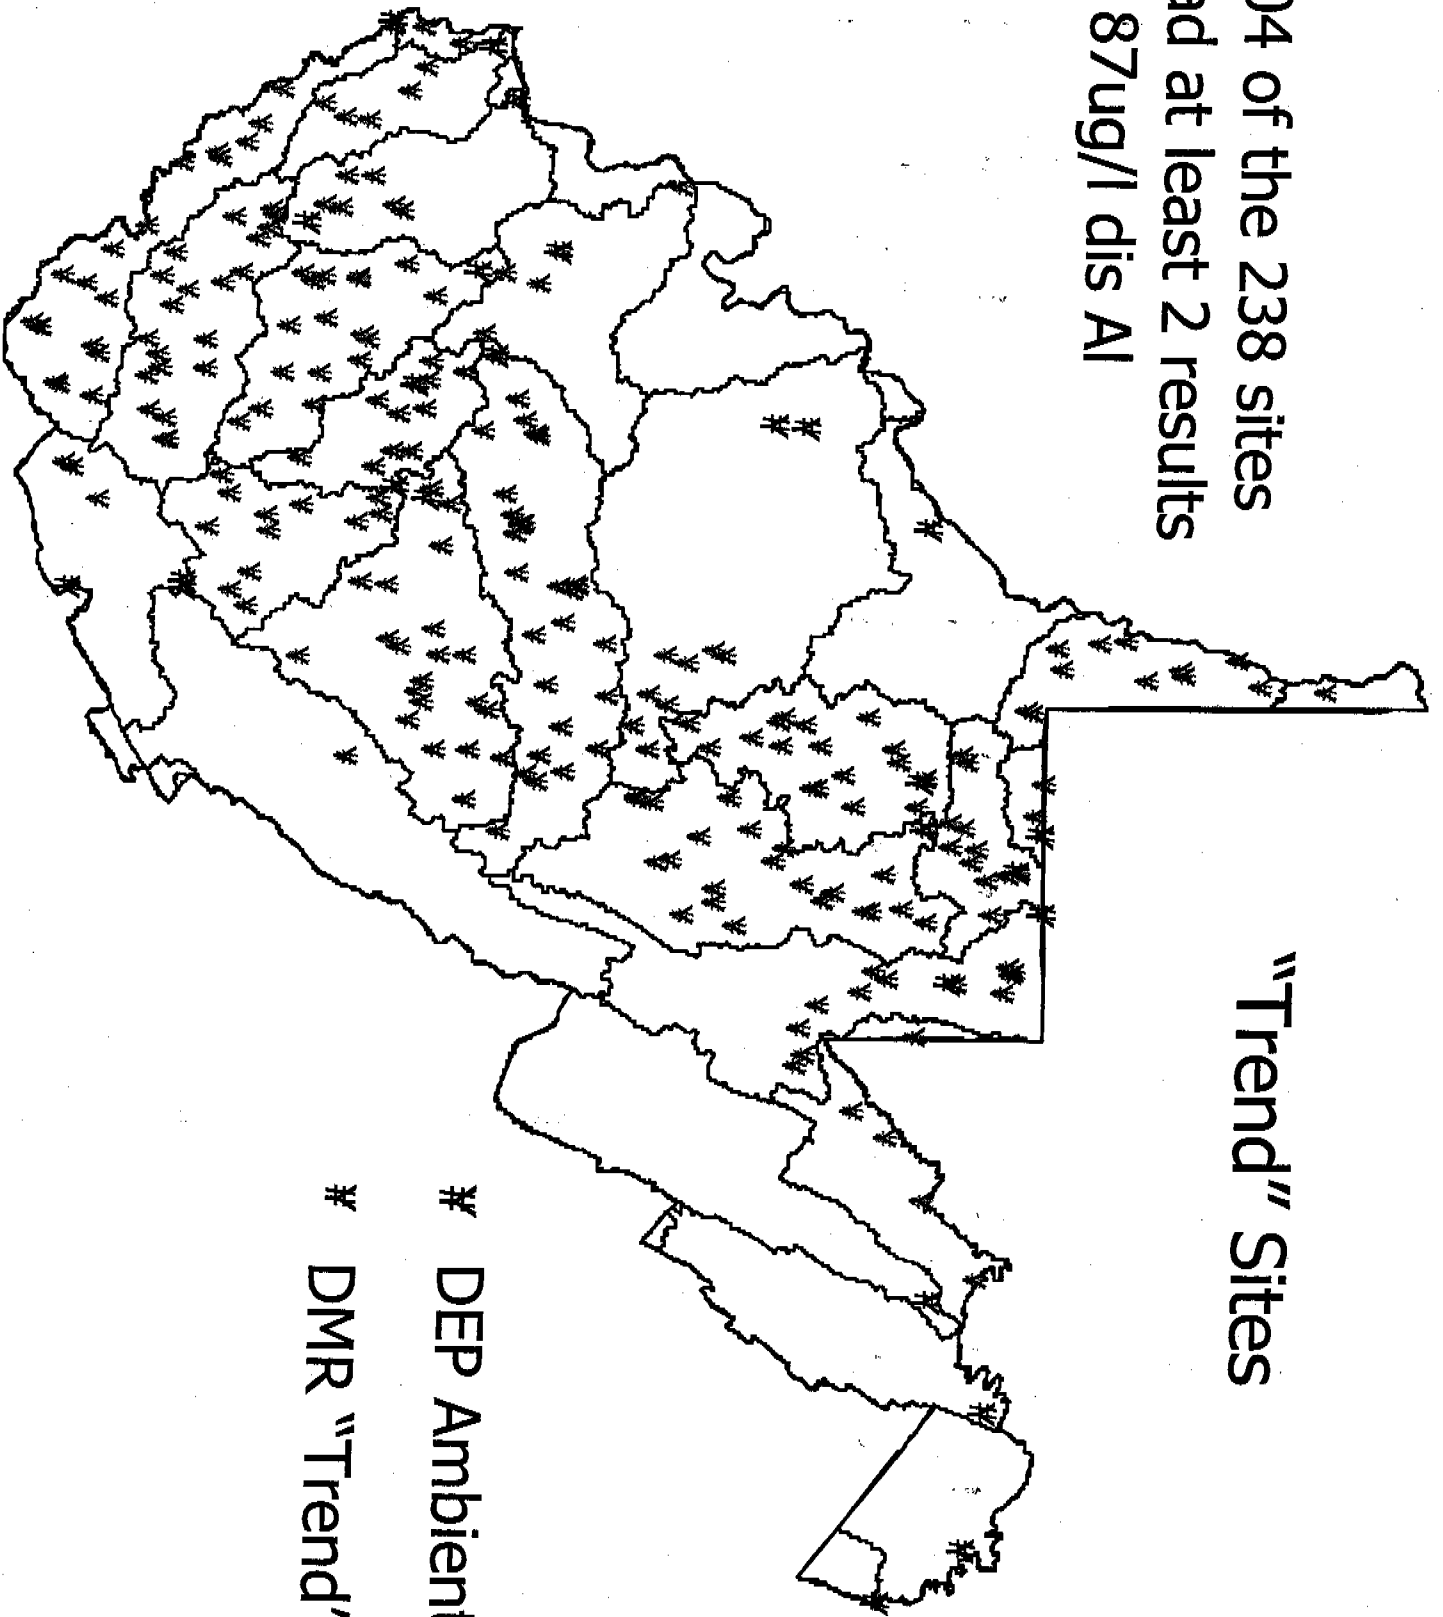 "Trend" Sites
04 of the 238 sites
ad at least 2 results
87ug/l dis Al
# DEP Ambient
# DMR "Trend"